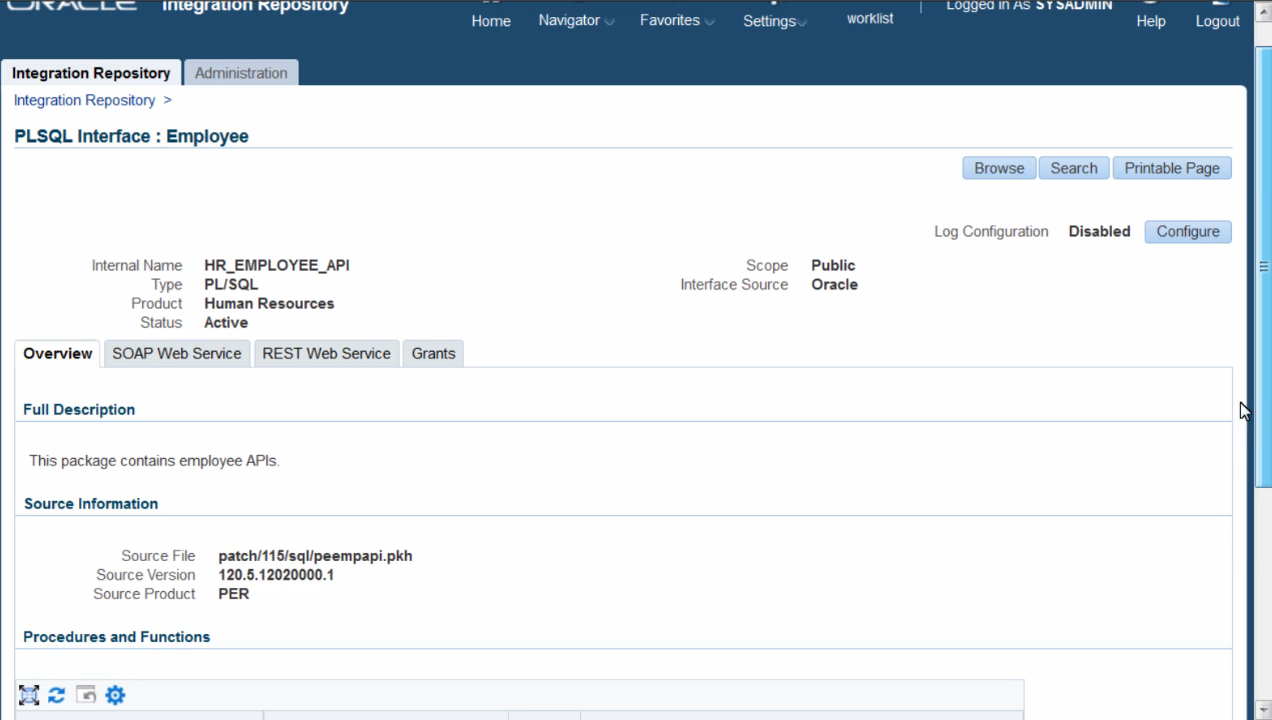 ORACLE Integration Repository
Home Navigator Favorites Settings worklist Logged In As SYSADMIN Help Logout
Integration Repository Administration
Integration Repository >
PLSQL Interface : Employee
Browse Search Printable Page
Log Configuration Disabled Configure
Internal Name HR_EMPLOYEE_API Scope Public
Type PL/SQL Interface Source Oracle
Product Human Resources
Status Active
Overview SOAP Web Service REST Web Service Grants
Full Description
This package contains employee APIs.
Source Information
Source File patch/115/sql/peempapi.pkh
Source Version 120.5.12020000.1
Source Product PER
Procedures and Functions